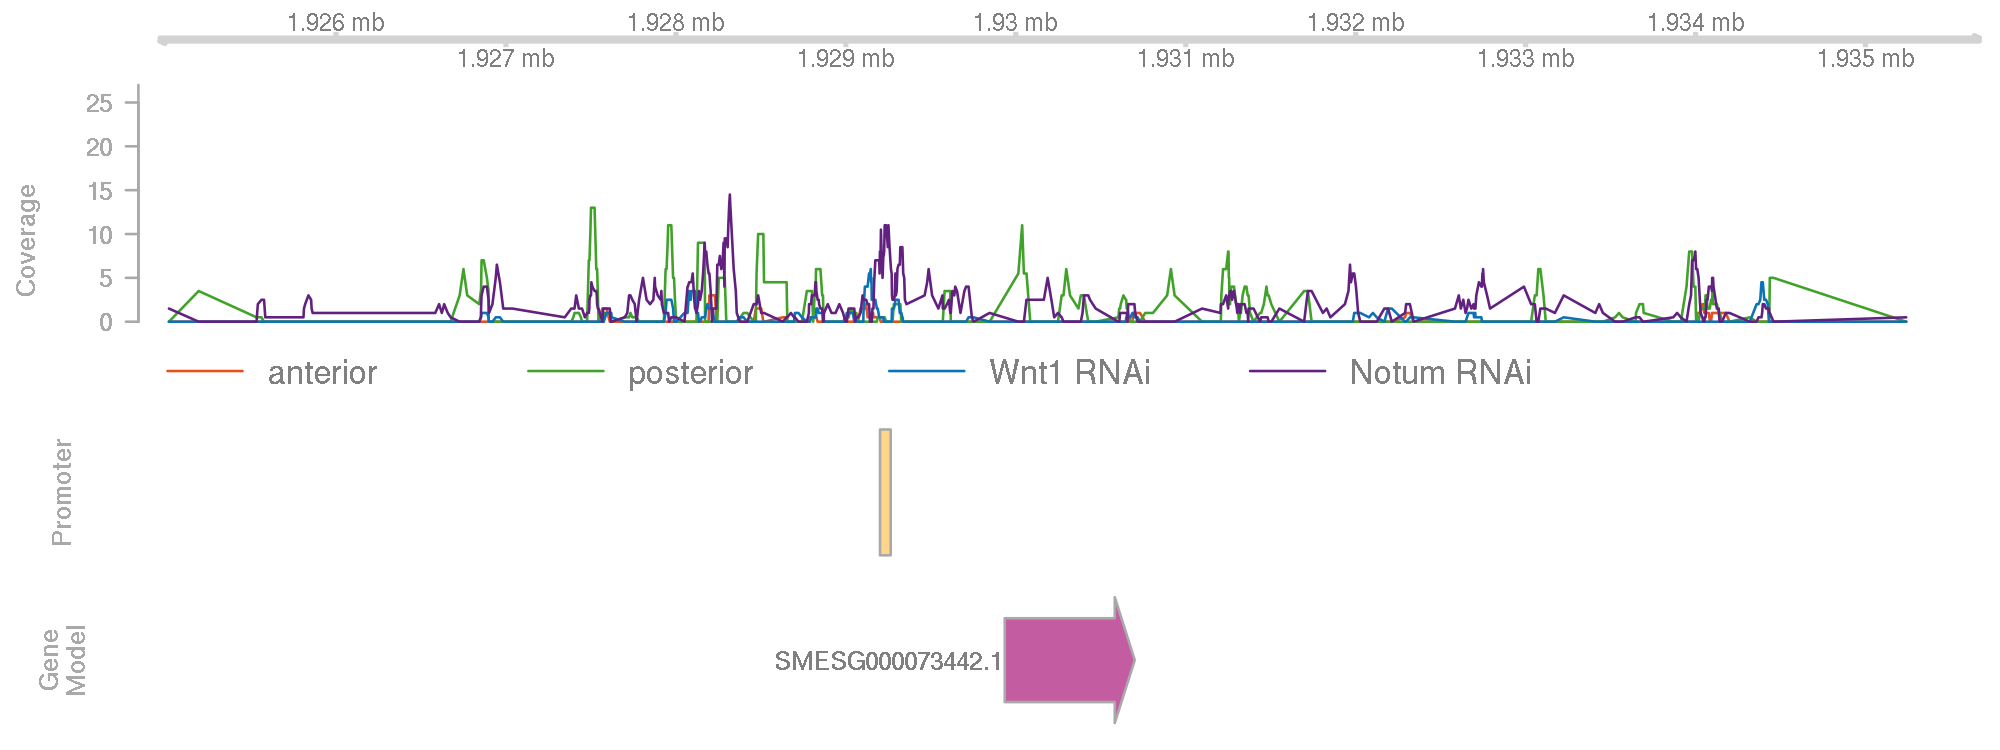 1.926 mb 1.928 mb 1.93 mb 1.932 mb 1.934 mb
1.927 mb 1.929 mb 1.931 mb 1.933 mb 1.935 mb
Coverage
25
20
15
10
5
0
anterior posterior Wnt1 RNAi Notum RNAi
Promoter
Gene
Model
SMESG000073442.1